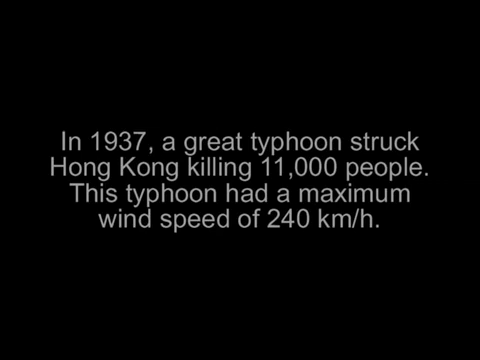 In 1937, a great typhoon struck
Hong Kong killing 11,000 people.
This typhoon had a maximum
wind speed of 240 km/h.